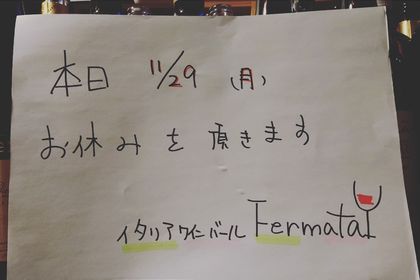 本日 11/29 (月)
お休みを頂きます
イタリアワインバール Fermata